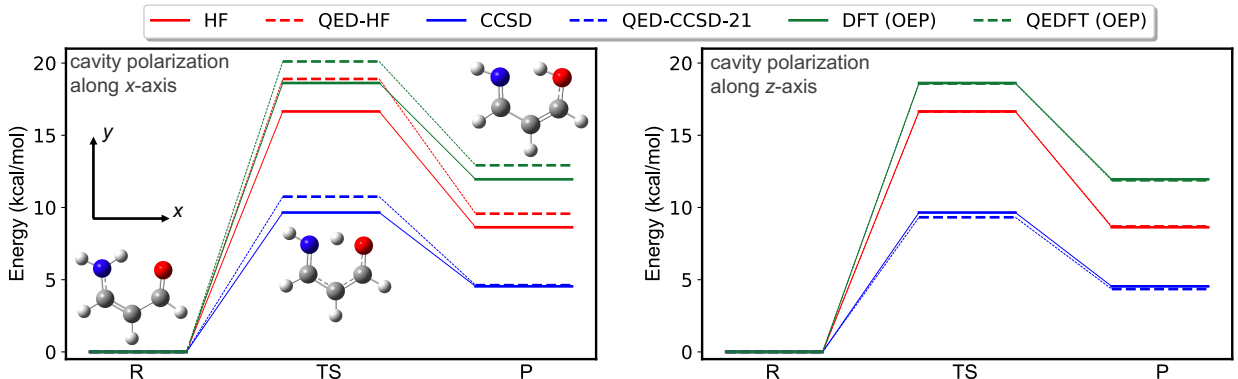 HF QED-HF CCSD QED-CCSD-21 DFT (OEP) QEDFT (OEP)
cavity polarization
along x-axis
y
x
Energy (kcal/mol)
20
15
10
5
0
R TS P
cavity polarization
along z-axis
Energy (kcal/mol)
20
15
10
5
0
R TS P